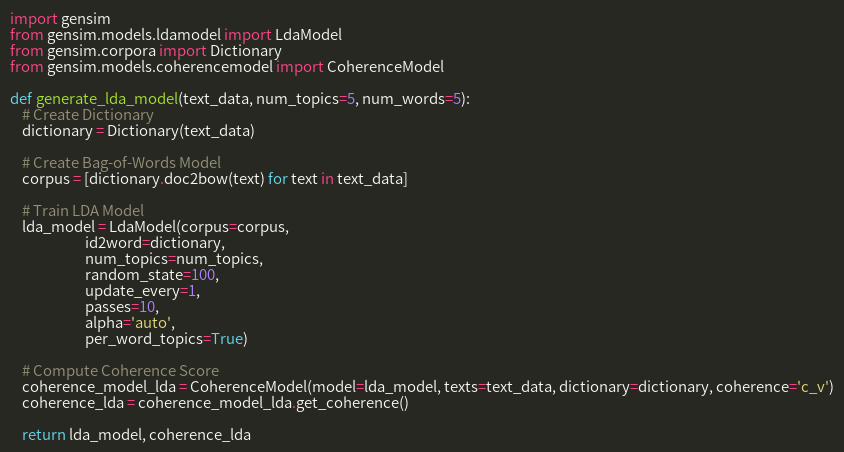 import gensim
from gensim.models.ldamodel import LdaModel
from gensim.corpora import Dictionary
from gensim.models.coherencemodel import CoherenceModel

def generate_lda_model(text_data, num_topics=5, num_words=5):
    # Create Dictionary
    dictionary = Dictionary(text_data)

    # Create Bag-of-Words Model
    corpus = [dictionary.doc2bow(text) for text in text_data]

    # Train LDA Model
    lda_model = LdaModel(corpus=corpus,
                         id2word=dictionary,
                         num_topics=num_topics,
                         random_state=100,
                         update_every=1,
                         passes=10,
                         alpha='auto',
                         per_word_topics=True)

    # Compute Coherence Score
    coherence_model_lda = CoherenceModel(model=lda_model, texts=text_data, dictionary=dictionary, coherence='c_v')
    coherence_lda = coherence_model_lda.get_coherence()

    return lda_model, coherence_lda